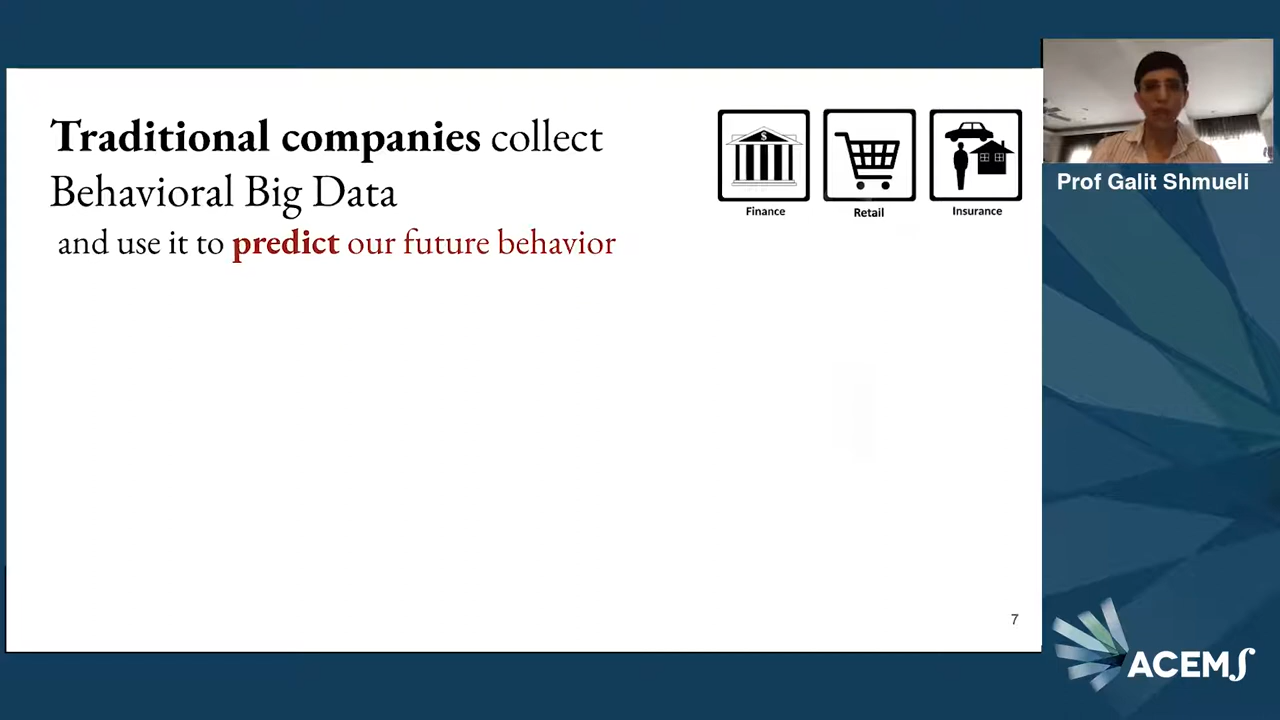 Traditional companies collect
Behavioral Big Data
and use it to predict our future behavior
$
Finance
Retail
Insurance
Prof Galit Shmueli
7
ACEMS